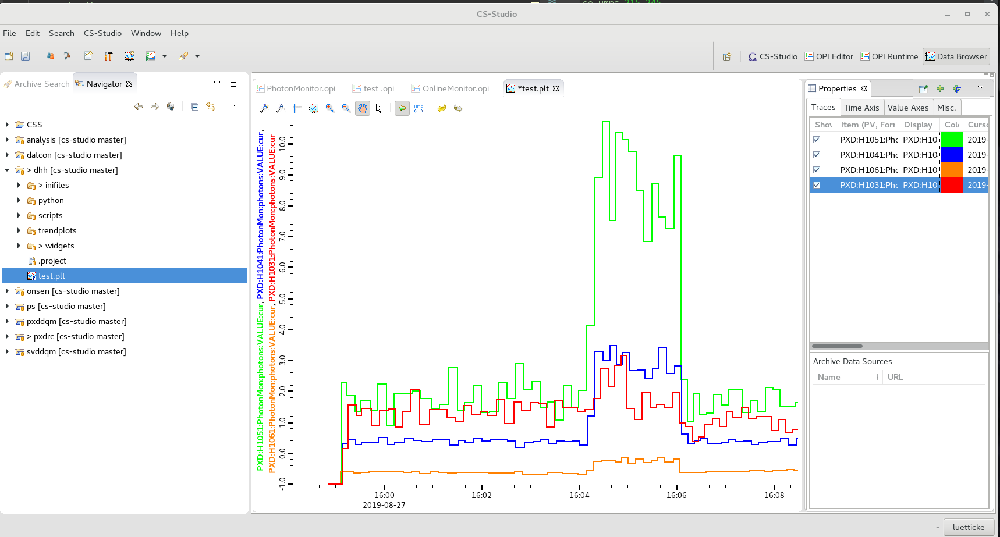 columns=215-245
CS-Studio
File Edit Search CS-Studio Window Help
CS-Studio OPI Editor OPI Runtime Data Browser
Archive Search Navigator
PhotonMonitor.opi test .opi OnlineMonitor.opi *test.plt
Properties
Time
Traces Time Axis Value Axes Misc.
Item (PV, Display
PXD:H1051:Pho PXD:H10 2019-
PXD:H1041:Pho PXD:H10 2019-
PXD:H1061:Pho PXD:H10 2019-
PXD:H1031:Pho PXD:H10 2019-
CSS
analysis [cs-studio master]
datcon [cs-studio master]
> dhh [cs-studio master]
> inifiles
python
scripts
trendplots
> widgets
.project
test.plt
onsen [cs-studio master]
ps [cs-studio master]
pxddqm [cs-studio master]
> pxdrc [cs-studio master]
svddqm [cs-studio master]
PXD:H1051:PhotonMon:photons:VALUE:cur, PXD:H1041:PhotonMon:photons:VALUE:cur,
PXD:H1061:PhotonMon:photons:VALUE:cur, PXD:H1031:PhotonMon:photons:VALUE:cur
10.0
9.0
8.0
7.0
6.0
5.0
4.0
3.0
2.0
1.0
0.0
-1.0
16:00 16:02 16:04 16:06 16:08
2019-08-27
Archive Data Sources
Name URL
luetticke